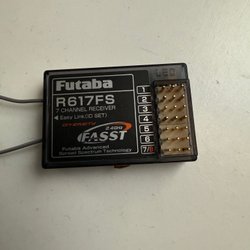 LED
Futaba
R617FS
7 CHANNEL RECEIVER
◄ Easy Link (ID SET)
1
2
3
4
5
6
7/B
2.4GHz
FASST
Futaba Advanced
Spread Spectrum Technology